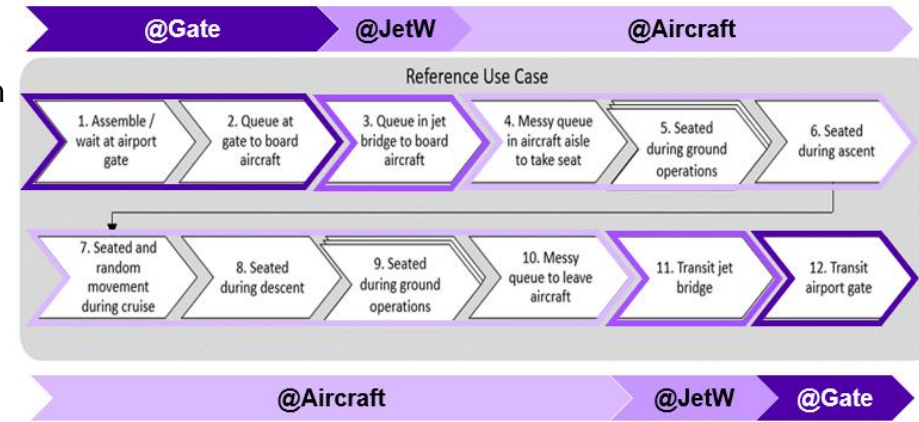 @Gate @JetW @Aircraft
n
Reference Use Case
1. Assemble /
wait at airport
gate
2. Queue at
gate to board
aircraft
3. Queue in jet
bridge to board
aircraft
4. Messy queue
in aircraft aisle
to take seat
5. Seated
during ground
operations
6. Seated
during ascent
7. Seated and
random
movement
during cruise
8. Seated
during descent
9. Seated
during ground
operations
10. Messy
queue to leave
aircraft
11. Transit jet
bridge
12. Transit
airport gate
@Aircraft @JetW @Gate